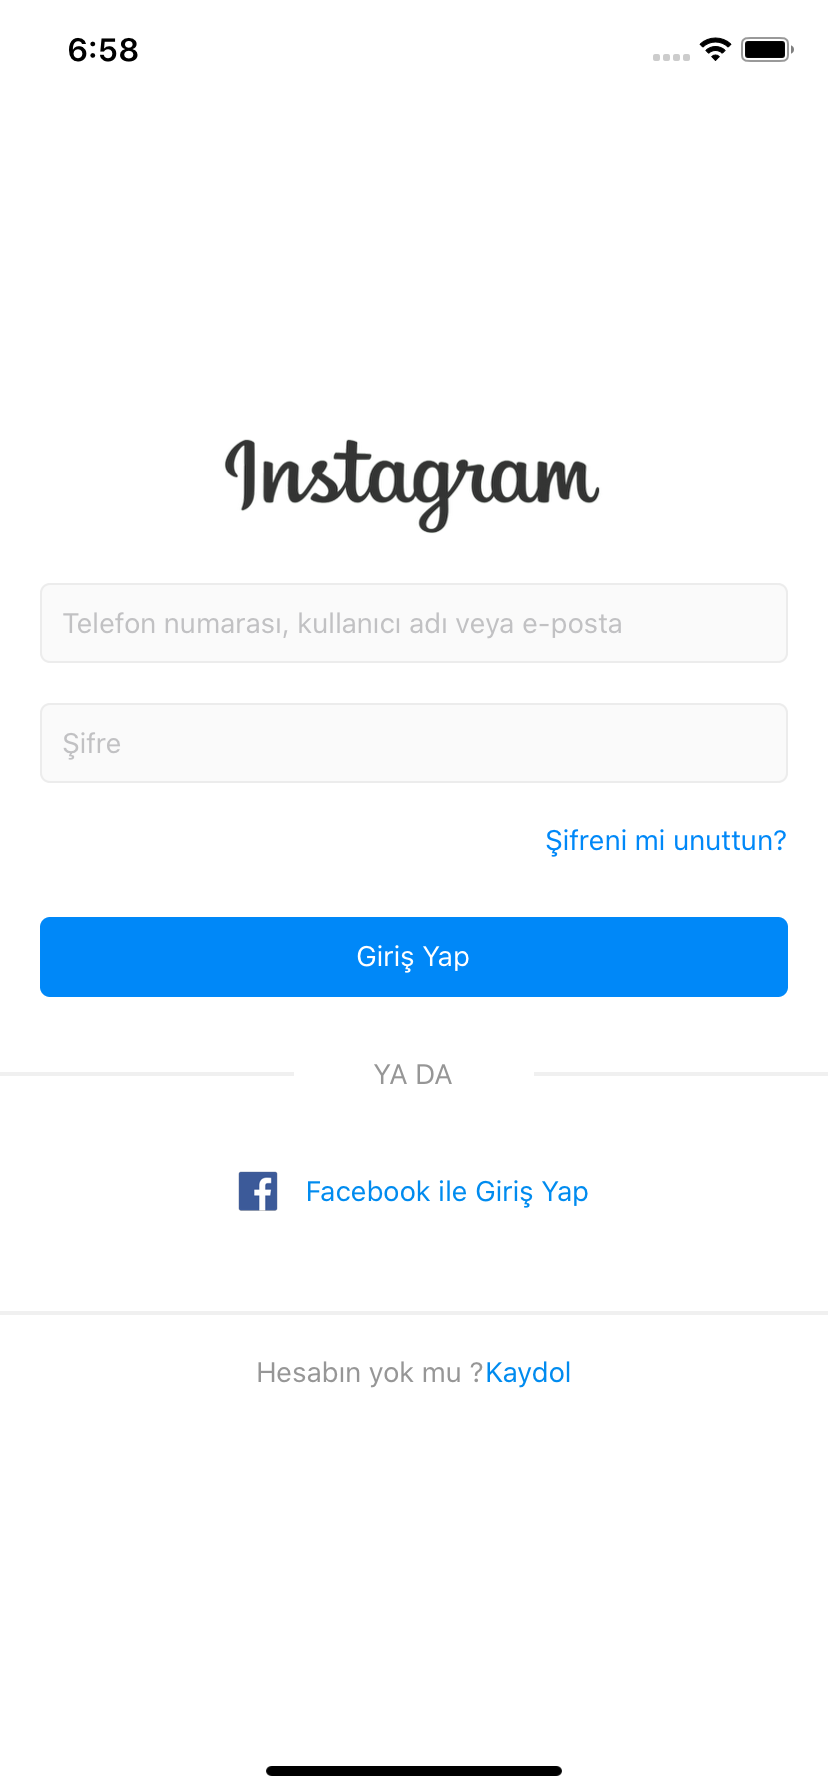 6:58
Instagram
Telefon numarası, kullanıcı adı veya e-posta
Şifre
Şifreni mi unuttun?
Giriş Yap
YA DA
Facebook ile Giriş Yap
Hesabın yok mu ?Kaydol